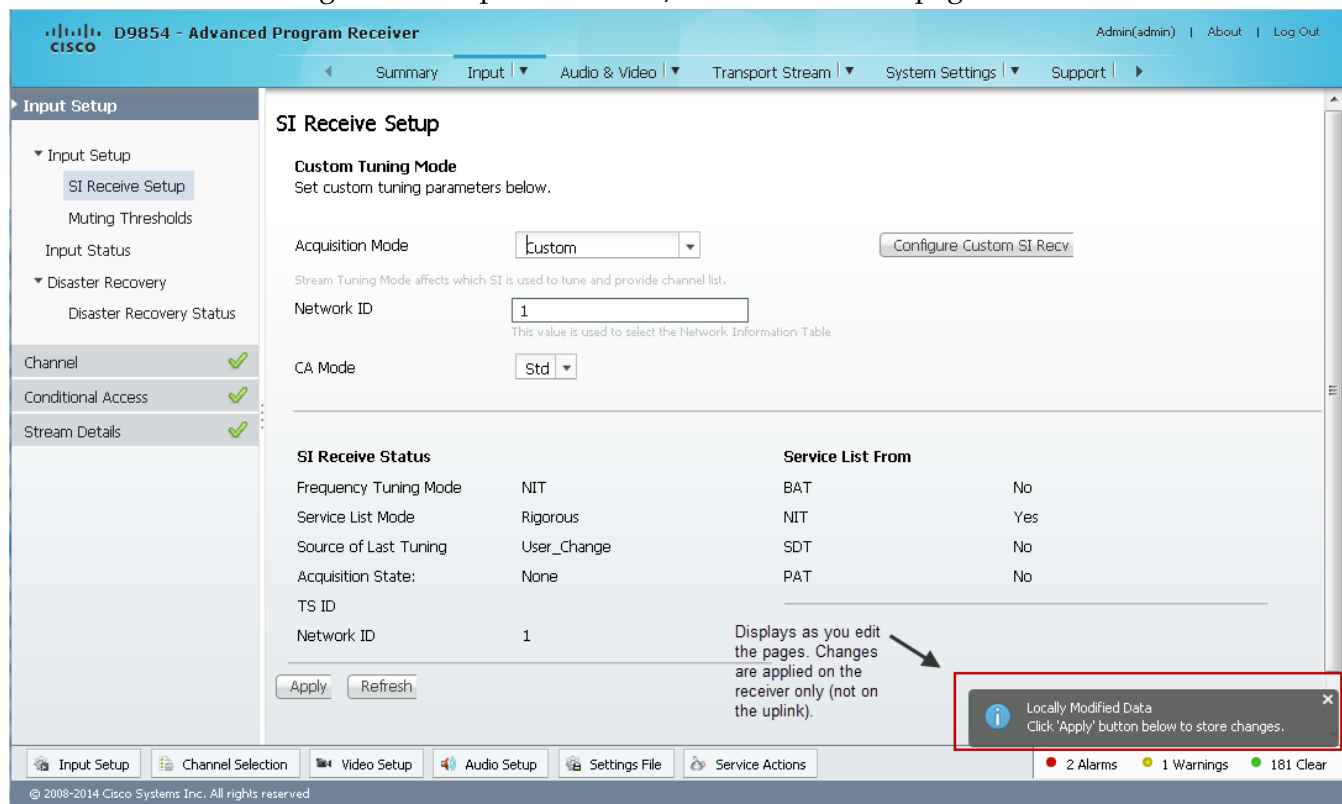 CISCO D9854 - Advanced Program Receiver
Admin(admin) | About | Log Out
Summary Input Audio & Video Transport Stream System Settings Support
Input Setup
Input Setup
SI Receive Setup
Muting Thresholds
Input Status
Disaster Recovery
Disaster Recovery Status
Channel
Conditional Access
Stream Details
SI Receive Setup
Custom Tuning Mode
Set custom tuning parameters below.
Acquisition Mode Custom Configure Custom SI Recv
Stream Tuning Mode affects which SI is used to tune and provide channel list.
Network ID 1
This value is used to select the Network Information Table
CA Mode Std
SI Receive Status Service List From
Frequency Tuning Mode NIT BAT No
Service List Mode Rigorous NIT Yes
Source of Last Tuning User_Change SDT No
Acquisition State: None PAT No
TS ID
Network ID 1
Displays as you edit
the pages. Changes
are applied on the
receiver only (not on
the uplink).
Apply Refresh
Locally Modified Data
Click 'Apply' button below to store changes.
Input Setup Channel Selection Video Setup Audio Setup Settings File Service Actions 2 Alarms 1 Warnings 181 Clear
© 2008-2014 Cisco Systems Inc. All rights reserved